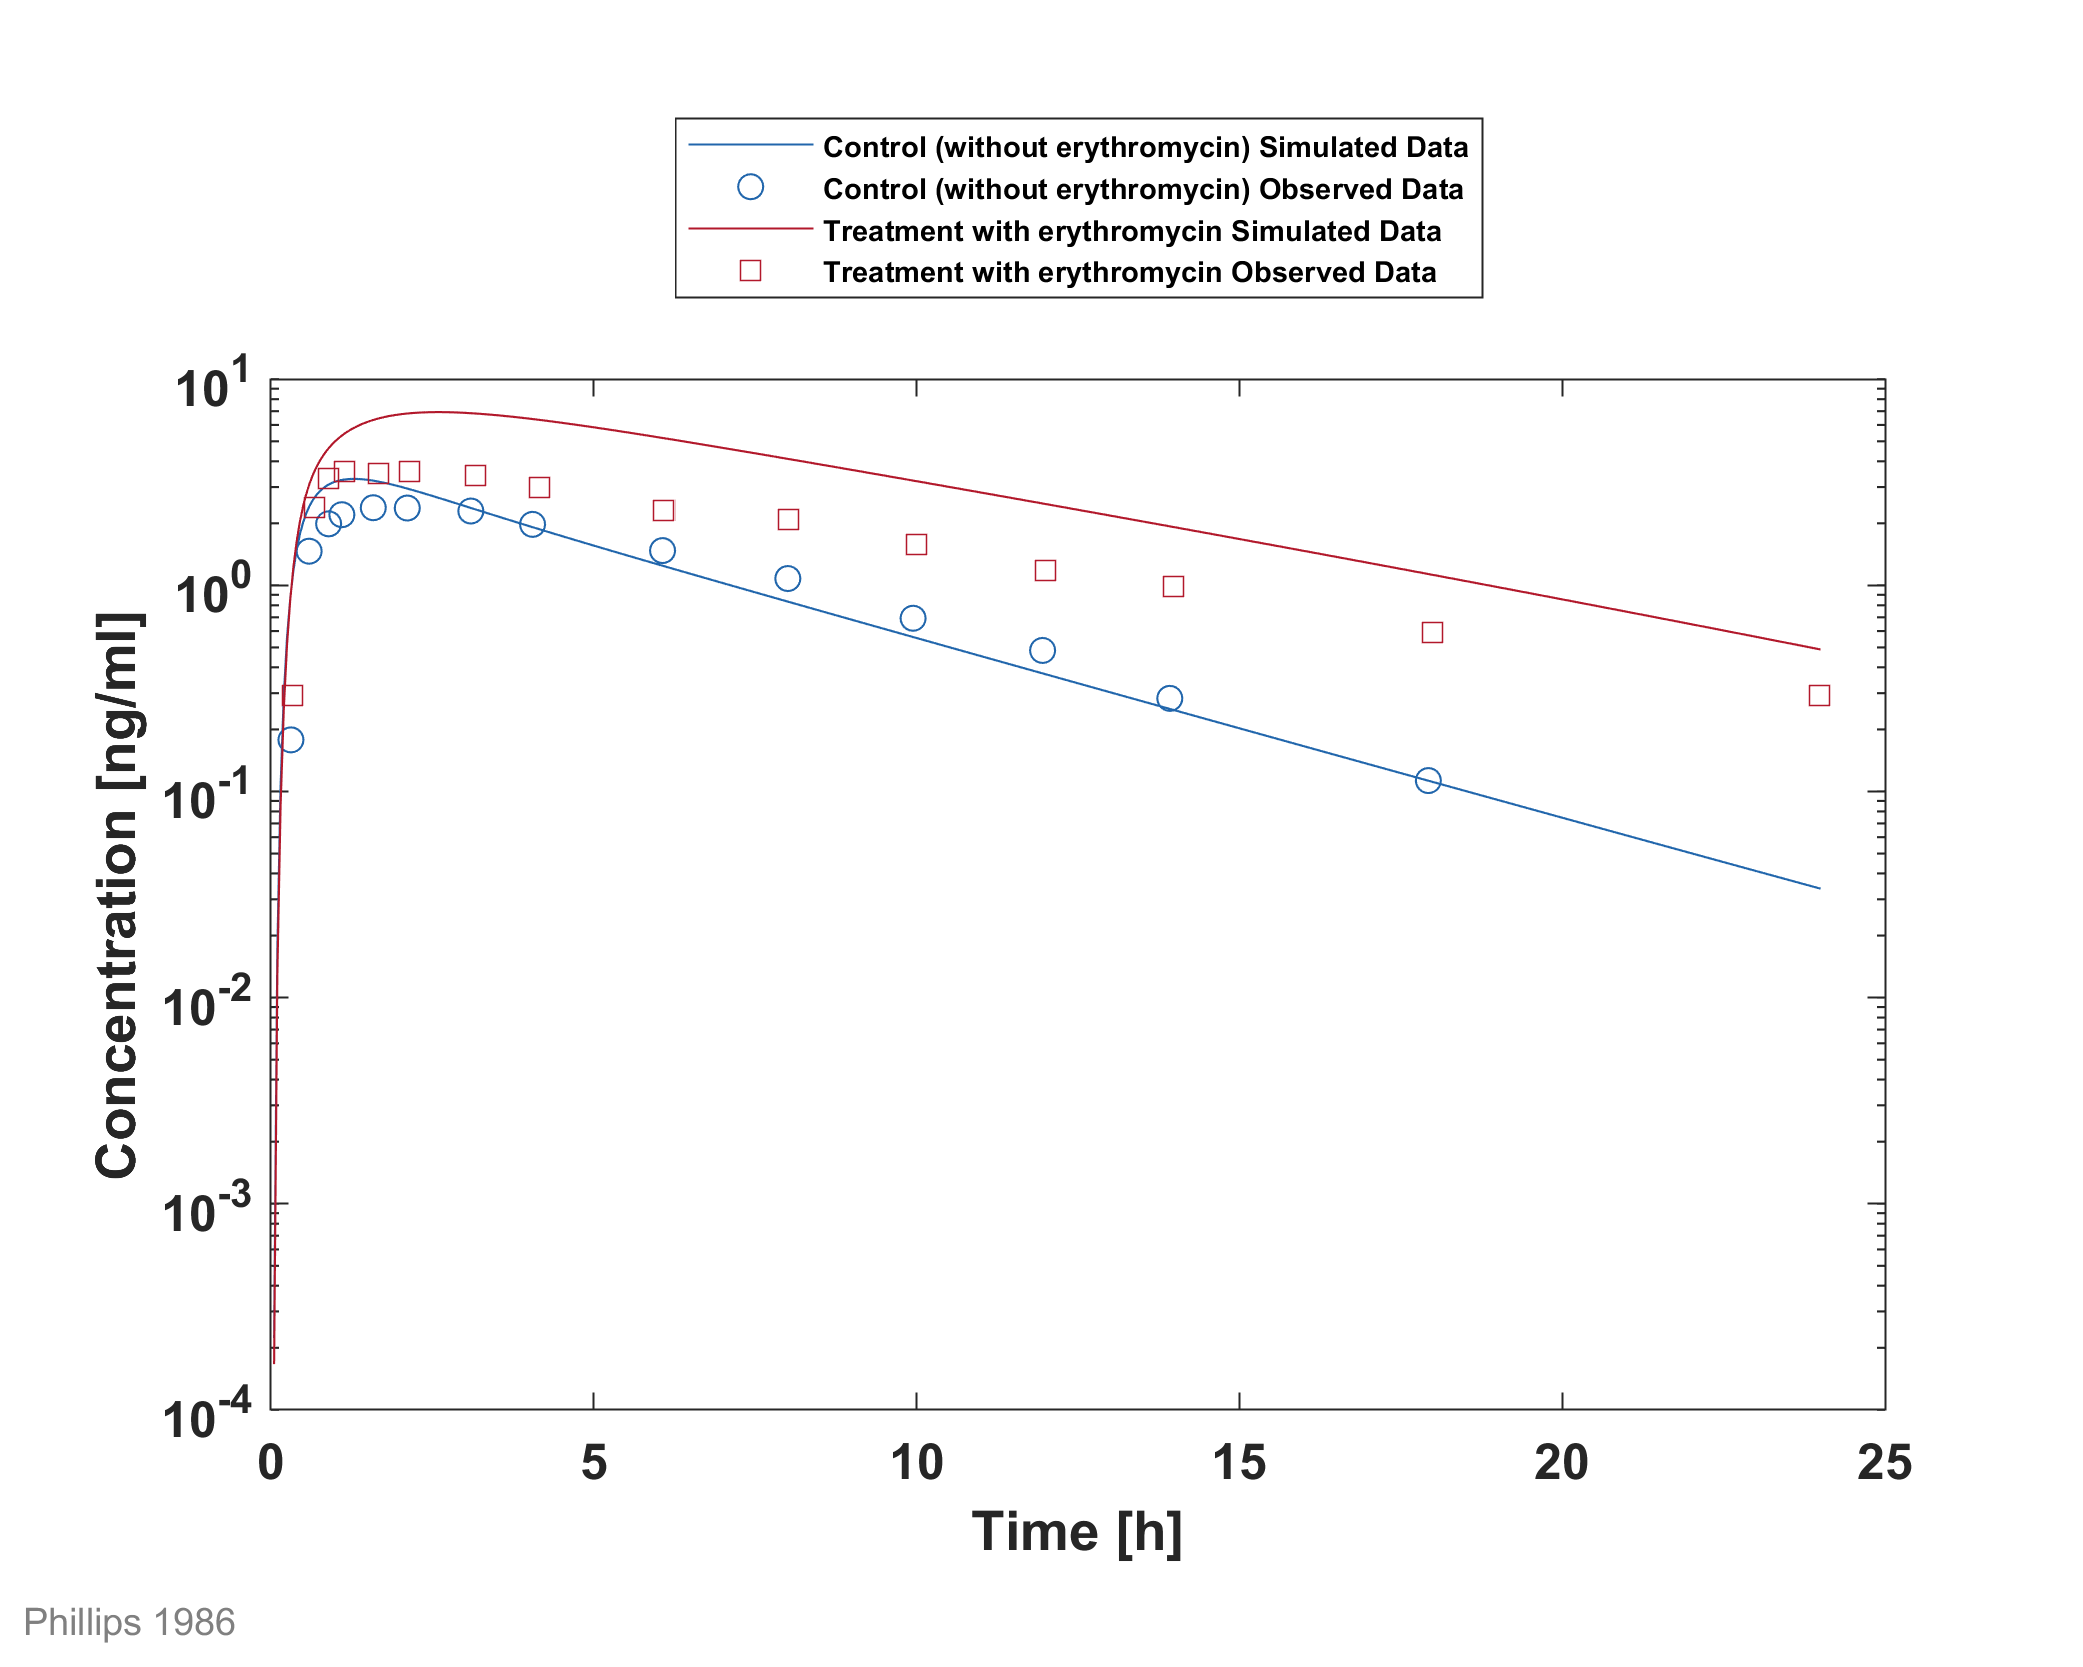 Control (without erythromycin) Simulated Data
Control (without erythromycin) Observed Data
Treatment with erythromycin Simulated Data
Treatment with erythromycin Observed Data
10^1
10^0
10^-1
10^-2
10^-3
10^-4
Concentration [ng/ml]
0 5 10 15 20 25
Time [h]
Phillips 1986